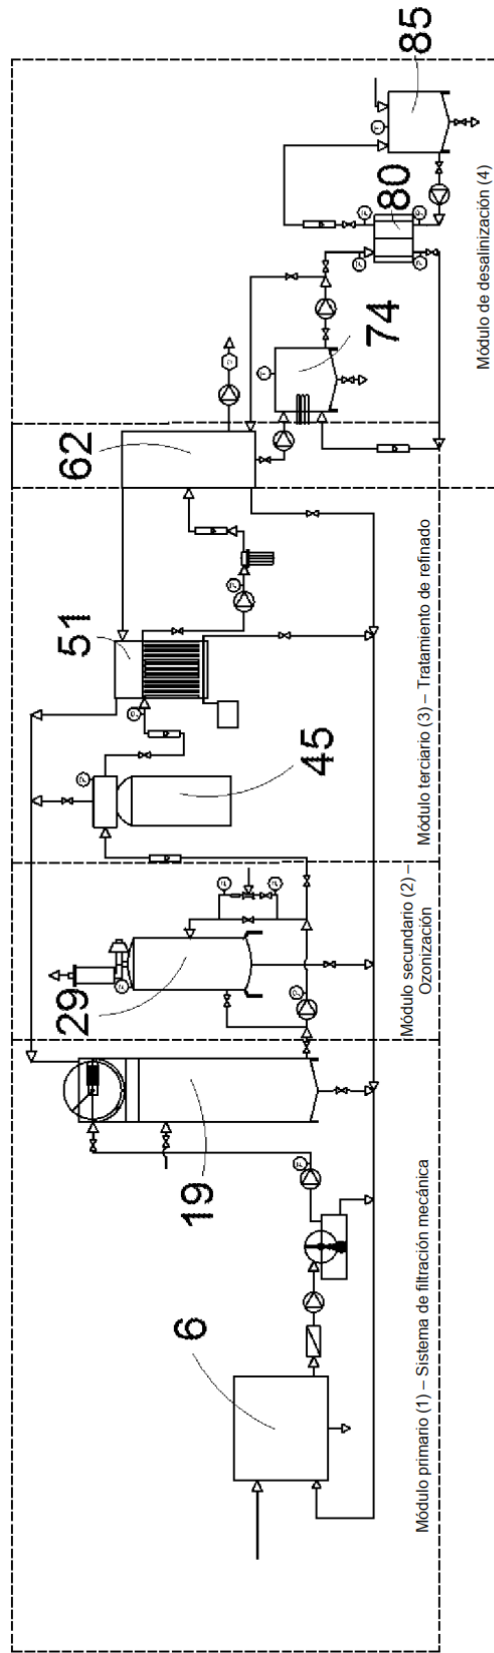 6
19
29
45
51
62
74
80
85
Módulo primario (1) – Sistema de filtración mecánica
Módulo secundario (2) –
Ozonización
Módulo terciario (3) – Tratamiento de refinado
Módulo de desalinización (4)